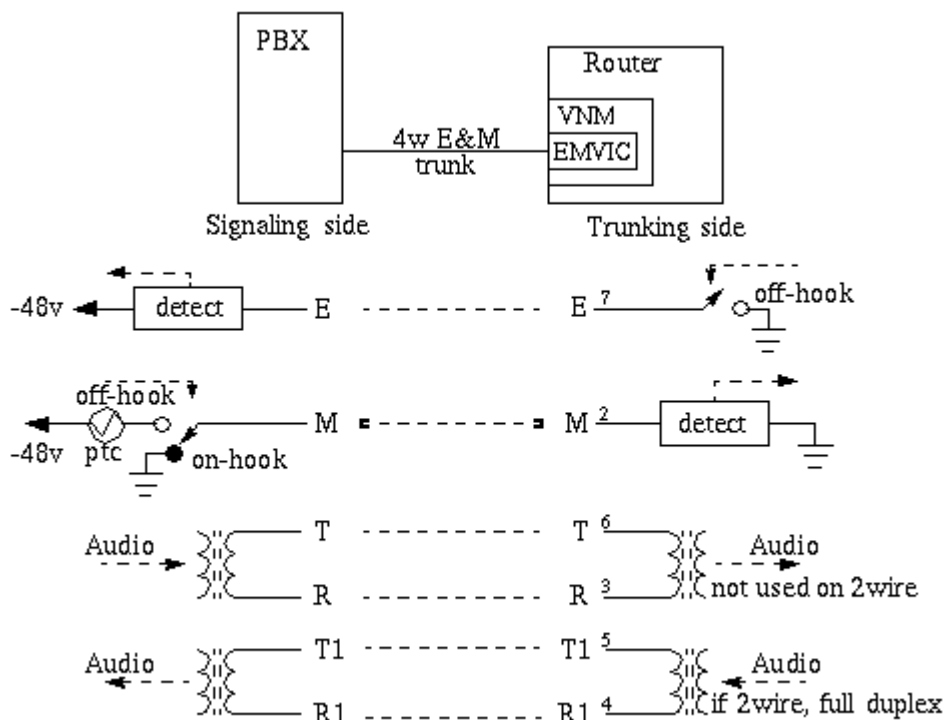 PBX
Router
VNM
EMVIC
4w E&M
trunk
Signaling side
Trunking side
-48v
detect
E
E 7
off-hook
off-hook
-48v
ptc
on-hook
M
M 2
detect
Audio
T
T 6
Audio
R
R 3
not used on 2wire
Audio
T1
T1 5
Audio
R1
R1 4
if 2wire, full duplex